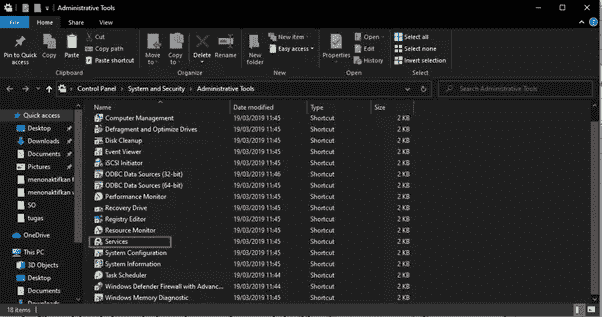 Administrative Tools
File Home Share View
Pin to Quick access
Copy
Paste
Cut
Copy path
Paste shortcut
Move to
Copy to
Delete
Rename
New folder
New item
Easy access
Properties
Open
Edit
History
Select all
Select none
Invert selection
Clipboard Organize New Open Select
Control Panel > System and Security > Administrative Tools
Search Administrative Tools
Name Date modified Type Size
Quick access
Desktop
Downloads
Documents
Pictures
menonaktifkan
menonaktifkan
SO
tugas
OneDrive
This PC
3D Objects
Desktop
Documents
Computer Management 19/03/2019 11:45 Shortcut 2 KB
Defragment and Optimize Drives 19/03/2019 11:45 Shortcut 2 KB
Disk Cleanup 19/03/2019 11:45 Shortcut 2 KB
Event Viewer 19/03/2019 11:45 Shortcut 2 KB
iSCSI Initiator 19/03/2019 11:45 Shortcut 2 KB
ODBC Data Sources (32-bit) 19/03/2019 11:46 Shortcut 2 KB
ODBC Data Sources (64-bit) 19/03/2019 11:45 Shortcut 2 KB
Performance Monitor 19/03/2019 11:45 Shortcut 2 KB
Recovery Drive 19/03/2019 11:45 Shortcut 2 KB
Registry Editor 19/03/2019 11:45 Shortcut 2 KB
Resource Monitor 19/03/2019 11:45 Shortcut 2 KB
Services 19/03/2019 11:45 Shortcut 2 KB
System Configuration 19/03/2019 11:45 Shortcut 2 KB
System Information 19/03/2019 11:45 Shortcut 2 KB
Task Scheduler 19/03/2019 11:44 Shortcut 2 KB
Windows Defender Firewall with Advanc... 19/03/2019 11:44 Shortcut 2 KB
Windows Memory Diagnostic 19/03/2019 11:45 Shortcut 2 KB
18 items